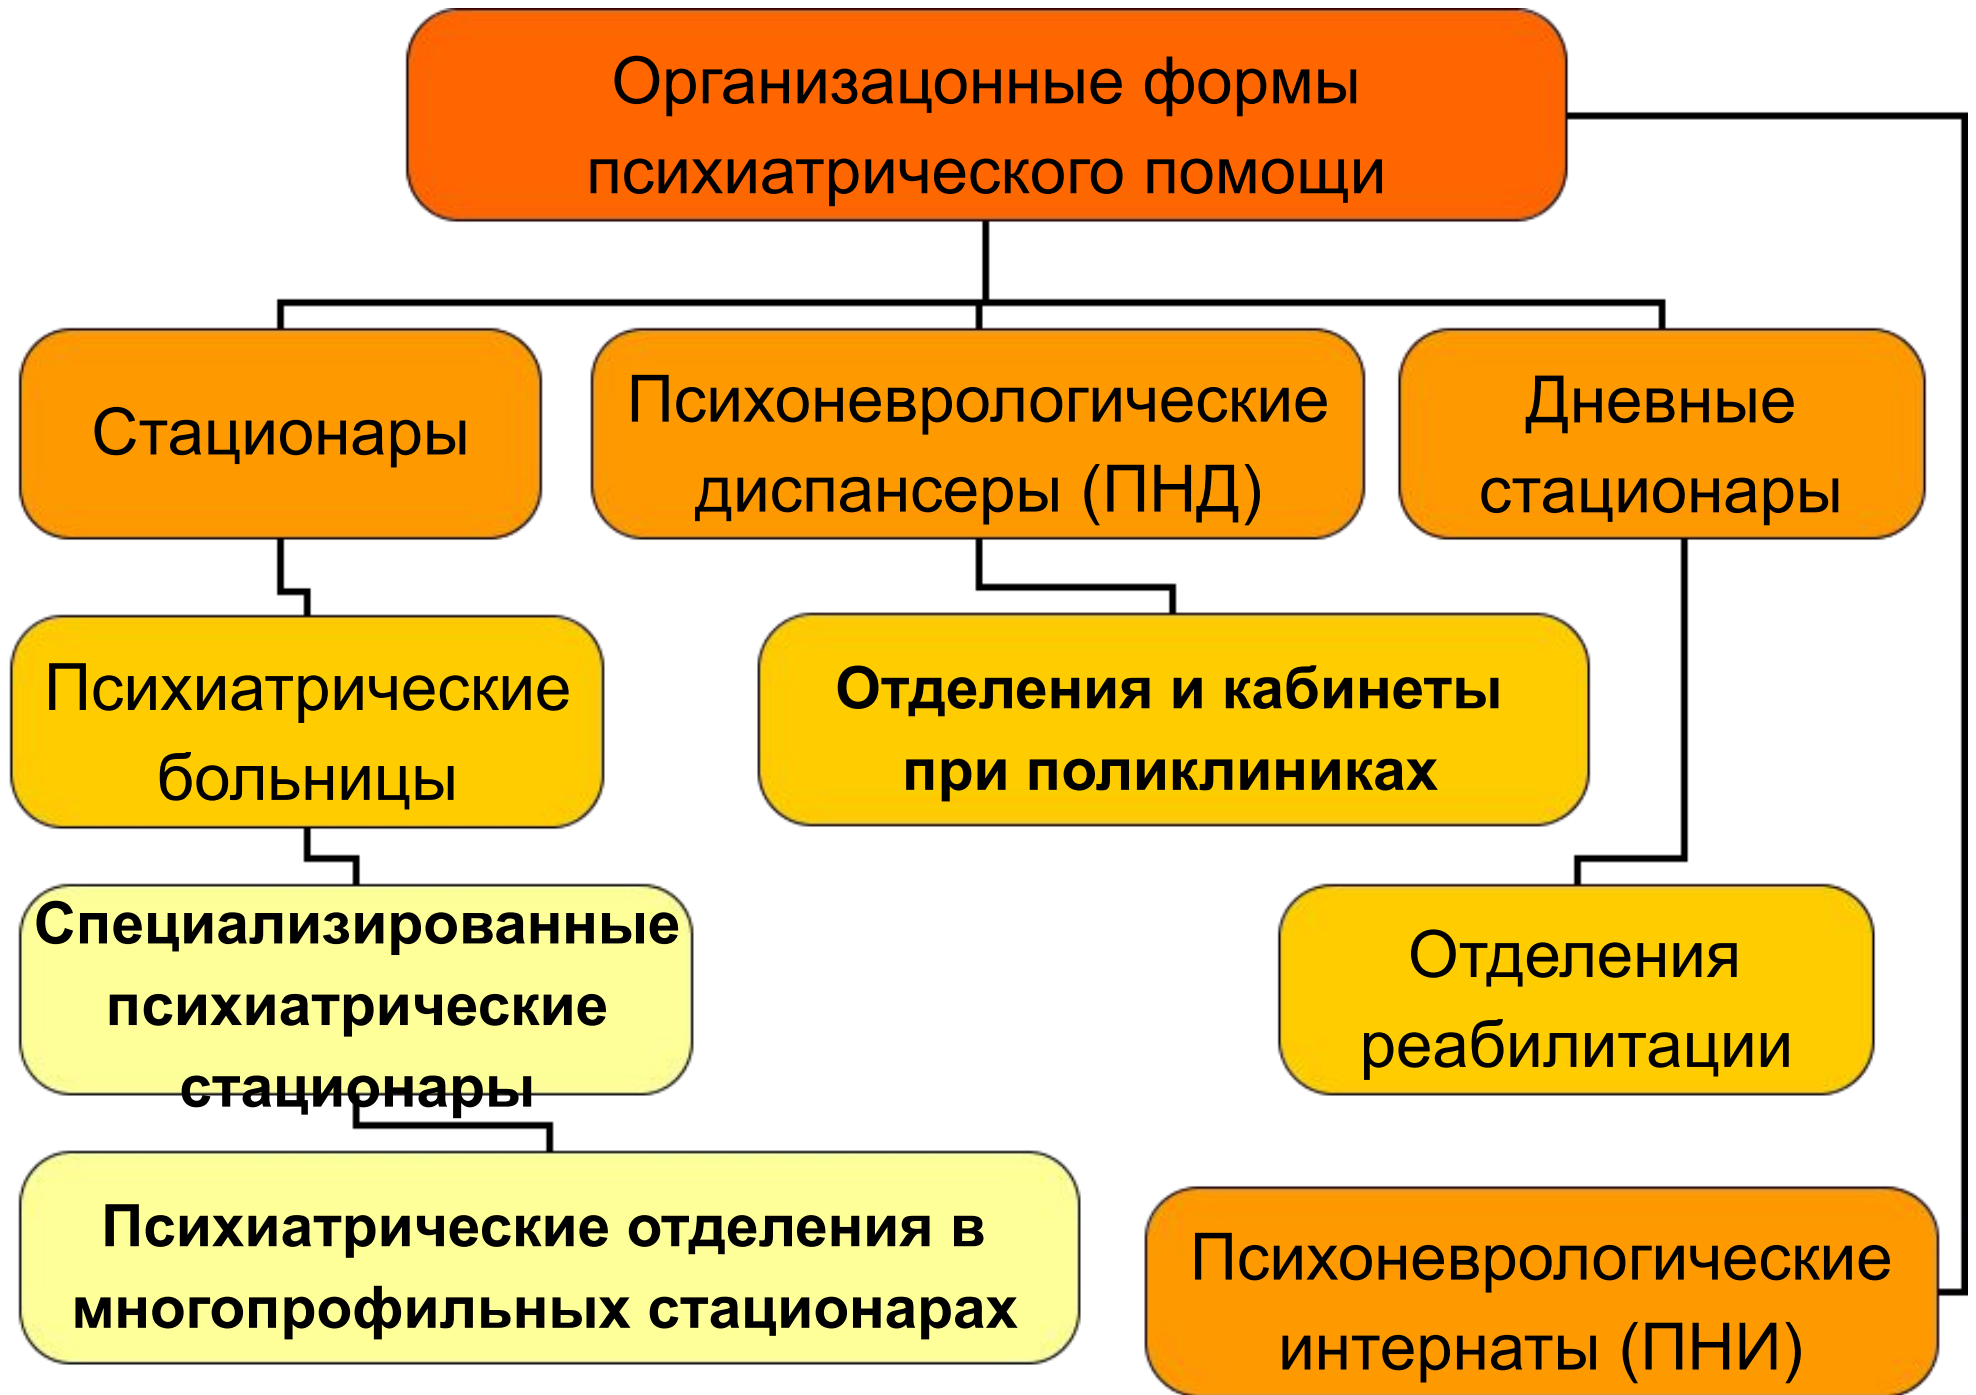 Организацонные формы
психиатрического помощи
Стационары
Психоневрологические
диспансеры (ПНД)
Дневные
стационары
Психиатрические
больницы
Отделения и кабинеты
при поликлиниках
Специализированные
психиатрические
стационары
Отделения
реабилитации
Психиатрические отделения в
многопрофильных стационарах
Психоневрологические
интернаты (ПНИ)